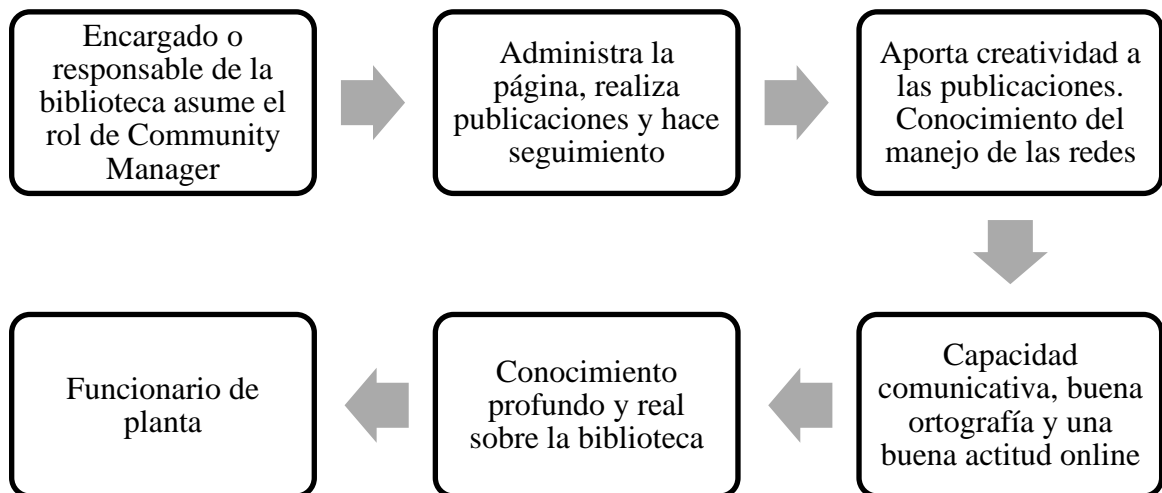 Encargado o
responsable de la
biblioteca asume el
rol de Community
Manager
Administra la
página, realiza
publicaciones y hace
seguimiento
Aporta creatividad a
las publicaciones.
Conocimiento del
manejo de las redes
Capacidad
comunicativa, buena
ortografía y una
buena actitud online
Conocimiento
profundo y real
sobre la biblioteca
Funcionario de
planta